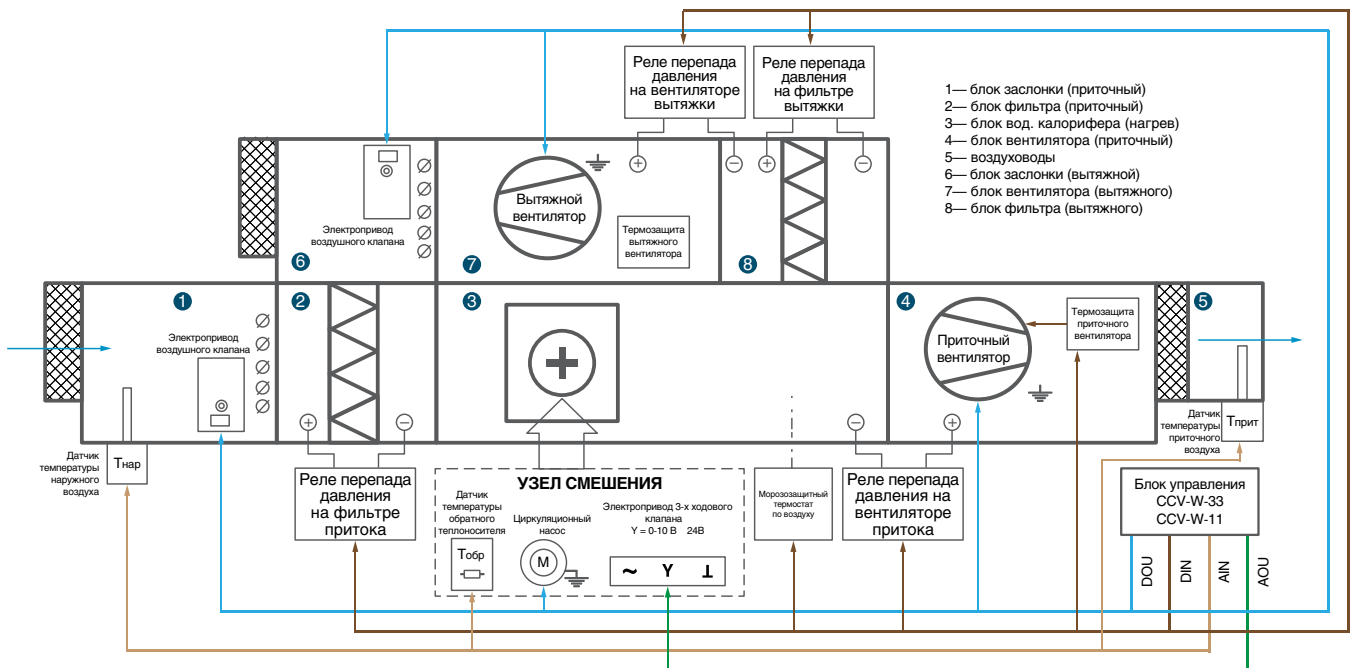 Реле перепада
давления
на вентиляторе
вытяжки
Реле перепада
давления
на фильтре
вытяжки
1— блок заслонки (приточный)
2— блок фильтра (приточный)
3— блок вод. калорифера (нагрев)
4— блок вентилятора (приточный)
5— воздуховоды
6— блок заслонки (вытяжной)
7— блок вентилятора (вытяжного)
8— блок фильтра (вытяжного)
Электропривод
воздушного клапана
6
Вытяжной
вентилятор
Термозащита
вытяжного
вентилятора
7
8
1
Электропривод
воздушного клапана
2
3
4
Приточный
вентилятор
Термозащита
приточного
вентилятора
5
Датчик
температуры
наружного
воздуха
Tнар
Реле перепада
давления
на фильтре
притока
УЗЕЛ СМЕШЕНИЯ
Датчик
температуры
обратного
теплоносителя
Tобр
Циркуляционный
насос
M
Электропривод 3-х ходового
клапана
Y = 0-10 В 24В
~ Y ⊥
Морозозащитный
термостат
по воздуху
Реле перепада
давления на
вентиляторе
притока
Датчик
температуры
приточного
воздуха
Tприт
Блок управления
CCV-W-33
CCV-W-11
DOU
DIN
AIN
AOU